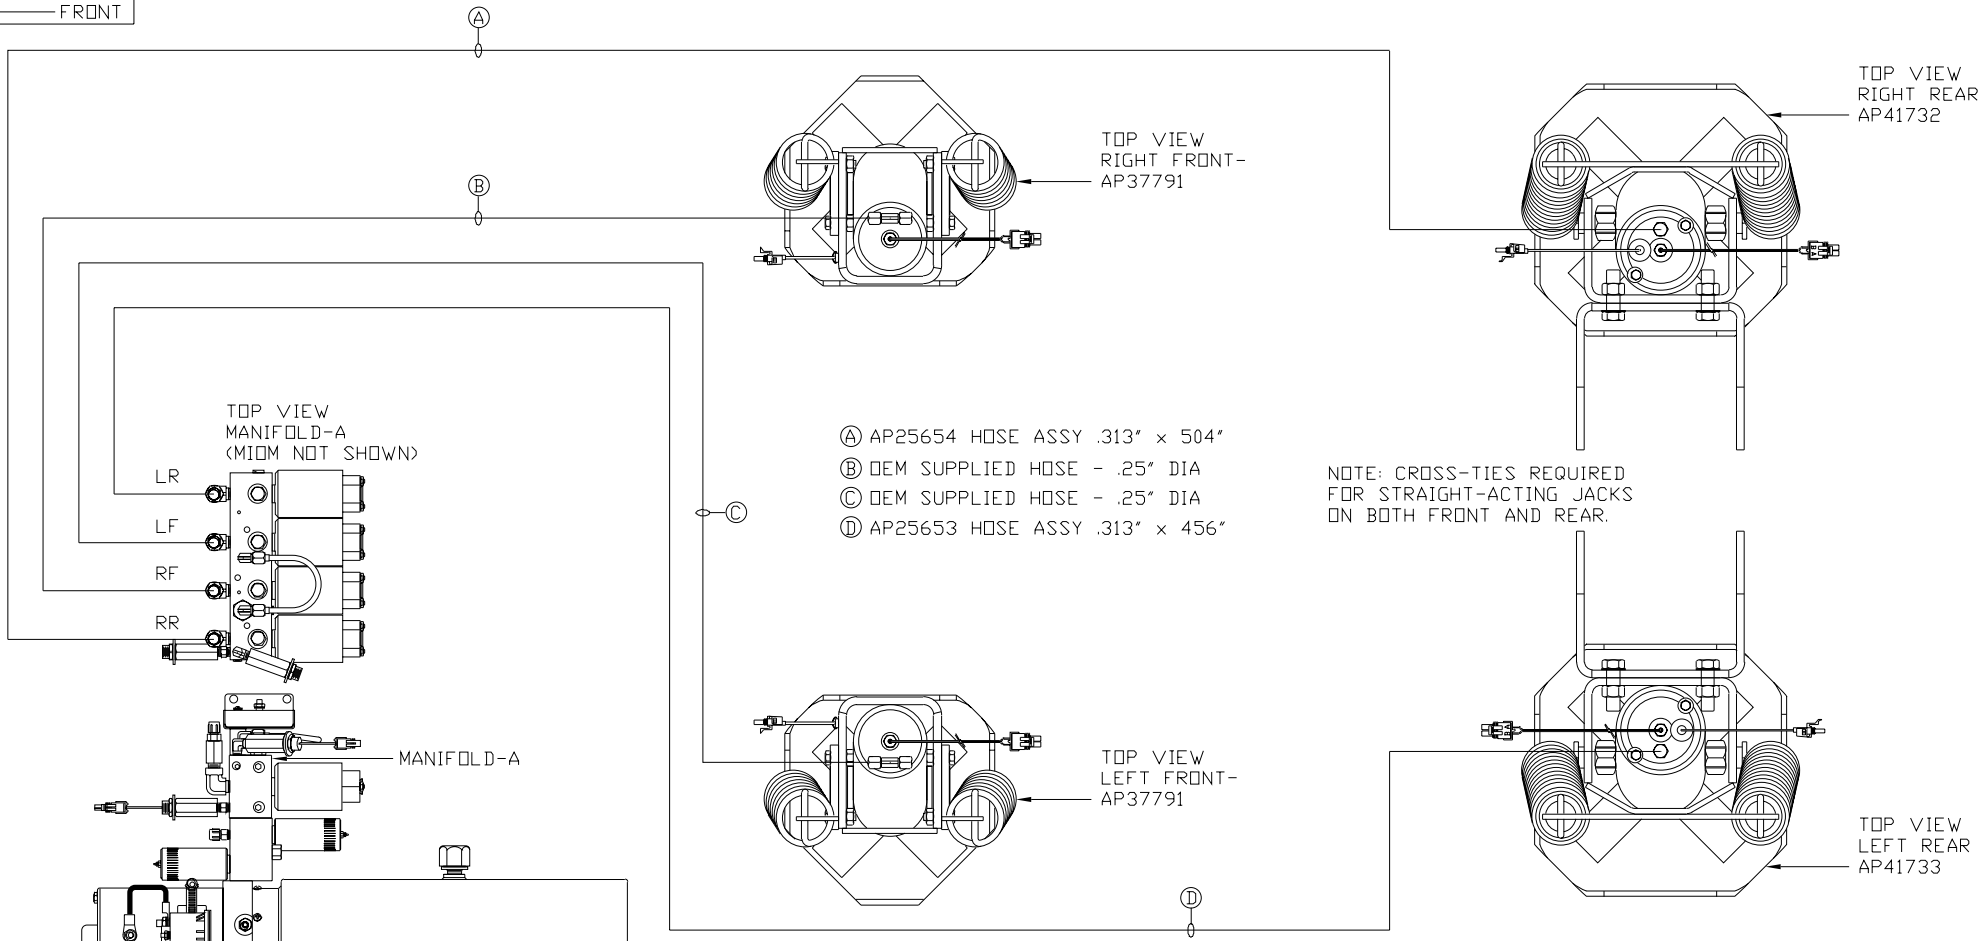 FRONT
A
TOP VIEW
RIGHT REAR
AP41732
TOP VIEW
RIGHT FRONT-
AP37791
B
TOP VIEW
MANIFOLD-A
(MIOM NOT SHOWN)
LR
LF
RF
RR
C
A AP25654 HOSE ASSY .313" x 504"
B OEM SUPPLIED HOSE - .25" DIA
C OEM SUPPLIED HOSE - .25" DIA
D AP25653 HOSE ASSY .313" x 456"
NOTE: CROSS-TIES REQUIRED
FOR STRAIGHT-ACTING JACKS
ON BOTH FRONT AND REAR.
MANIFOLD-A
TOP VIEW
LEFT FRONT-
AP37791
TOP VIEW
LEFT REAR
AP41733
D